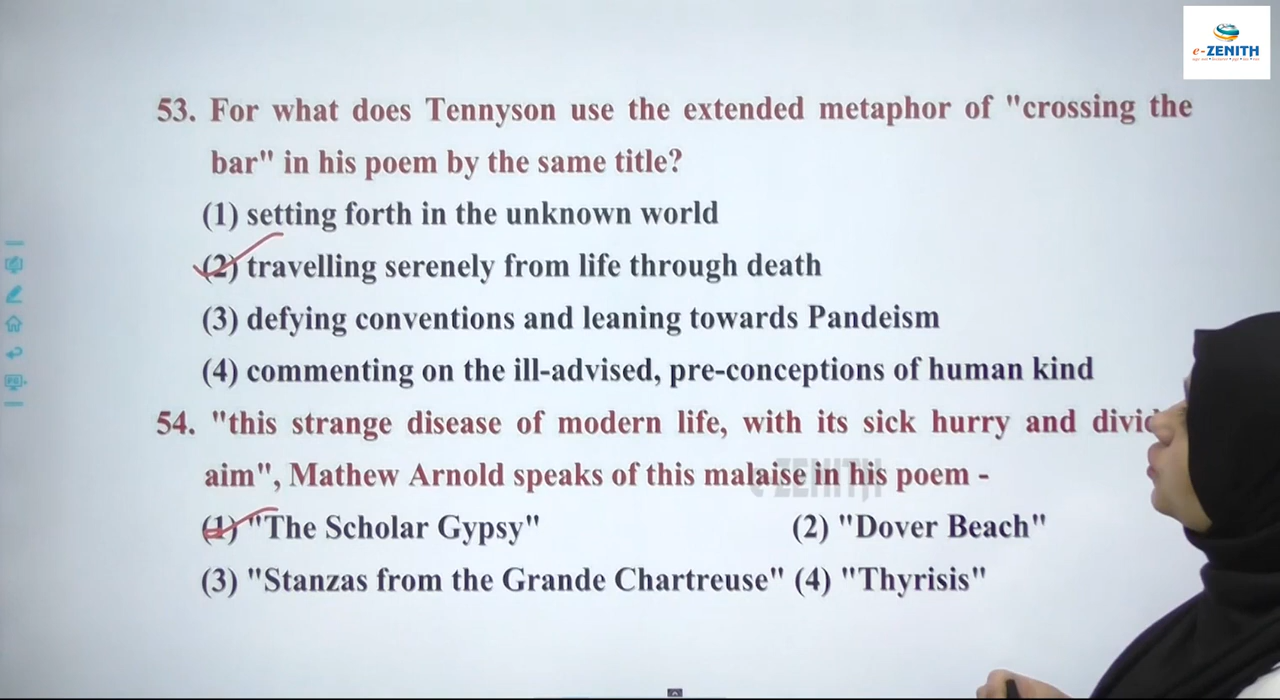 e-ZENITH
53. For what does Tennyson use the extended metaphor of "crossing the
bar" in his poem by the same title?
(1) setting forth in the unknown world
(2) travelling serenely from life through death
(3) defying conventions and leaning towards Pandeism
(4) commenting on the ill-advised, pre-conceptions of human kind
54. "this strange disease of modern life, with its sick hurry and
aim", Mathew Arnold speaks of this malaise in his poem -
e-ZENITH
(1) "The Scholar Gypsy" (2) "Dover Beach"
(3) "Stanzas from the Grande Chartreuse" (4) "Thyrisis"